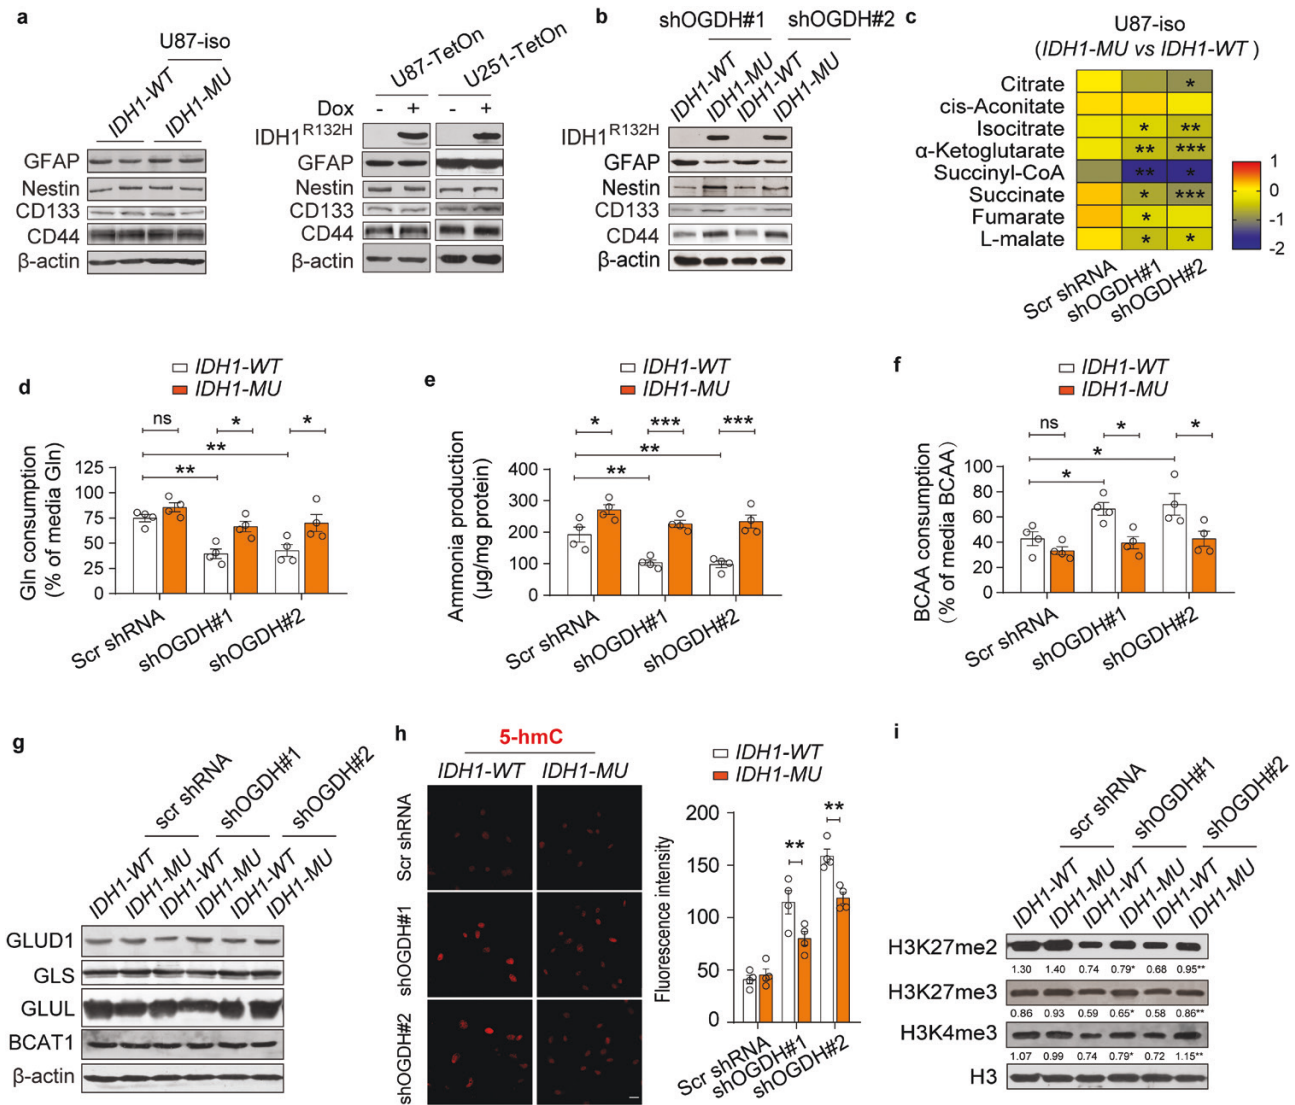 a
U87-iso
IDH1-WT
IDH1-MU
GFAP
Nestin
CD133
CD44
β-actin
U87-TetOn
U251-TetOn
Dox - + - +
IDH1R132H
GFAP
Nestin
CD133
CD44
β-actin
b
shOGDH#1 shOGDH#2
IDH1-WT
IDH1-MU
IDH1-WT
IDH1-MU
IDH1R132H
GFAP
Nestin
CD133
CD44
β-actin
c
U87-iso
(IDH1-MU vs IDH1-WT )
Citrate *
cis-Aconitate
Isocitrate * **
α-Ketoglutarate ** ***
Succinyl-CoA ** *
Succinate * ***
Fumarate *
L-malate * *
1
0
-1
-2
Scr shRNA
shOGDH#1
shOGDH#2
d
IDH1-WT
IDH1-MU
ns * *
**
**
Gln consumption
(% of media Gln)
125
100
75
50
25
0
Scr shRNA
shOGDH#1
shOGDH#2
e
IDH1-WT
IDH1-MU
* *** ***
**
**
Ammonia production
(µg/mg protein)
400
300
200
100
0
Scr shRNA
shOGDH#1
shOGDH#2
f
IDH1-WT
IDH1-MU
ns * *
*
*
BCAA consumption
(% of media BCAA)
100
80
60
40
20
0
Scr shRNA
shOGDH#1
shOGDH#2
g
scr shRNA
shOGDH#1
shOGDH#2
IDH1-WT
IDH1-MU
IDH1-WT
IDH1-MU
IDH1-WT
IDH1-MU
GLUD1
GLS
GLUL
BCAT1
β-actin
h
5-hmC
IDH1-WT IDH1-MU
Scr shRNA
shOGDH#1
shOGDH#2
IDH1-WT
IDH1-MU
** **
Fluorescence intensity
200
150
100
50
0
Scr shRNA
shOGDH#1
shOGDH#2
i
scr shRNA
shOGDH#1
shOGDH#2
IDH1-WT
IDH1-MU
IDH1-WT
IDH1-MU
IDH1-WT
IDH1-MU
H3K27me2
1.30 1.40 0.74 0.79* 0.68 0.95**
H3K27me3
0.86 0.93 0.59 0.65* 0.58 0.86**
H3K4me3
1.07 0.99 0.74 0.79* 0.72 1.15**
H3